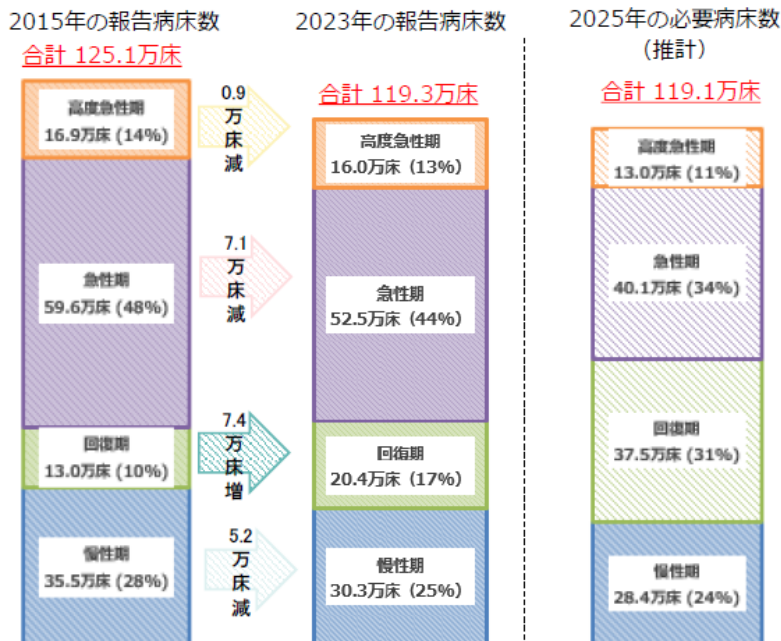 2015年の報告病床数
合計 125.1万床
高度急性期
16.9万床 (14%)
急性期
59.6万床 (48%)
回復期
13.0万床 (10%)
慢性期
35.5万床 (28%)
0.9
万
床
減
7.1
万
床
減
7.4
万
床
増
5.2
万
床
減
2023年の報告病床数
合計 119.3万床
高度急性期
16.0万床（13%）
急性期
52.5万床（44%）
回復期
20.4万床（17%）
慢性期
30.3万床（25%）
2025年の必要病床数
（推計）
合計 119.1万床
高度急性期
13.0万床 (11%)
急性期
40.1万床 (34%)
回復期
37.5万床 (31%)
慢性期
28.4万床 (24%)